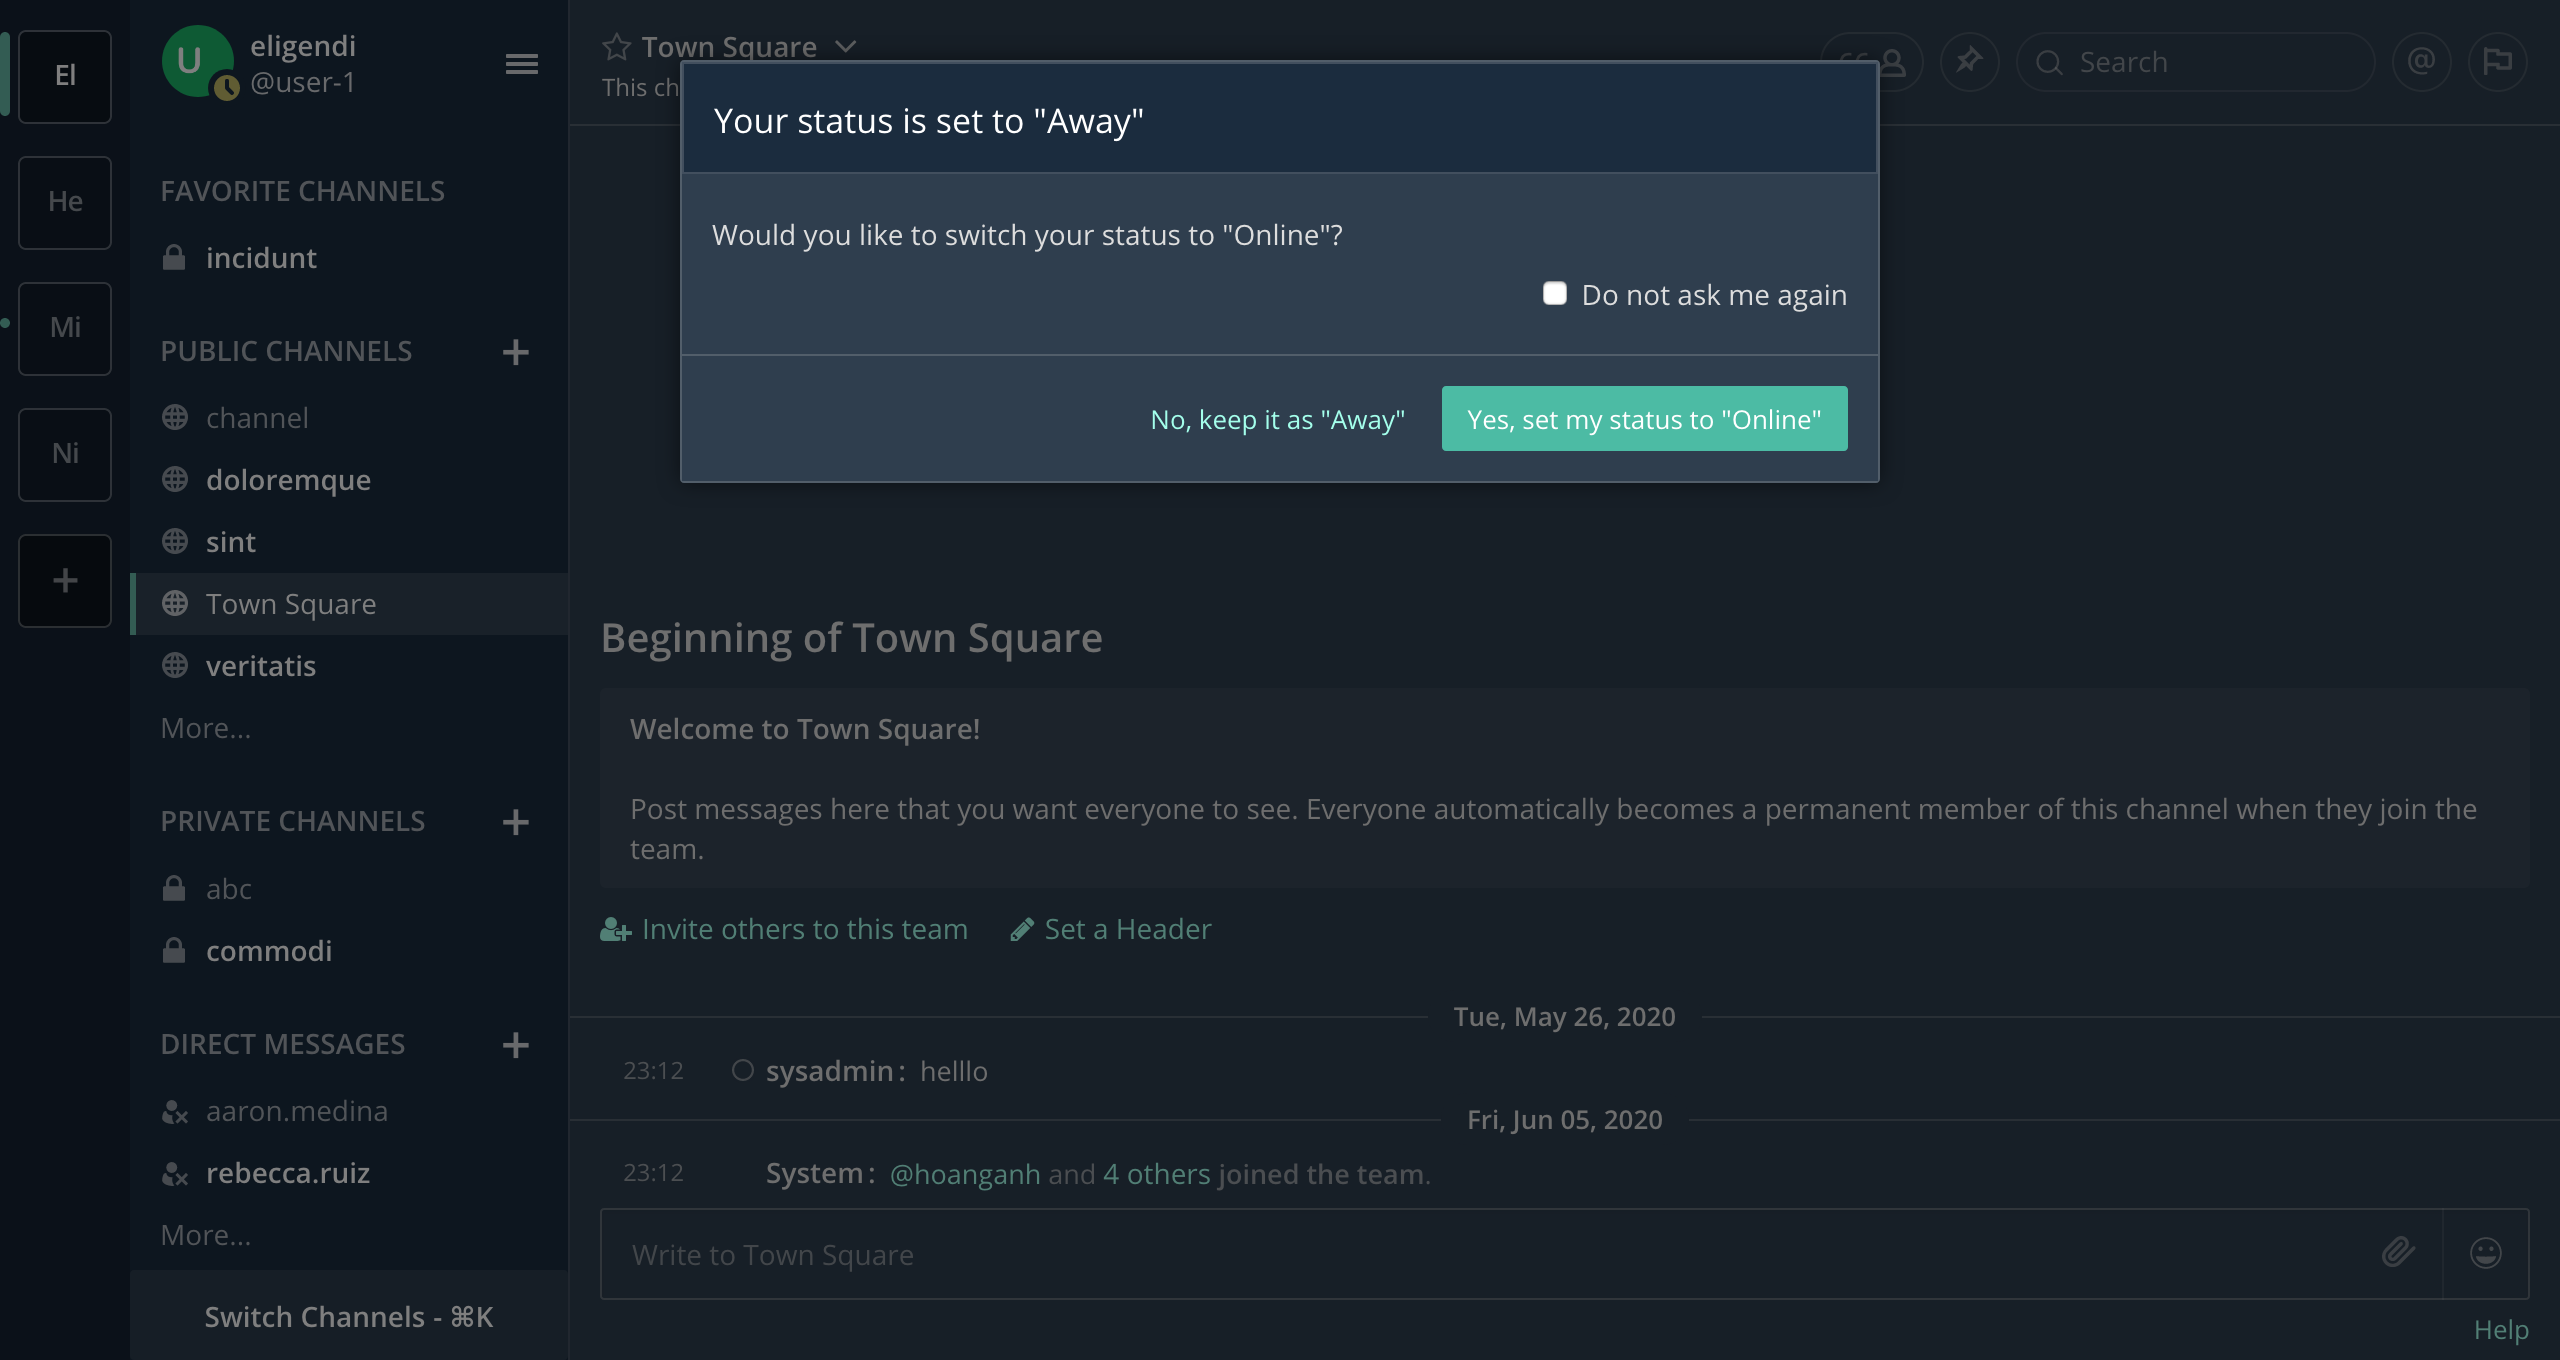 El
He
Mi
Ni
U
eligendi
@user-1
FAVORITE CHANNELS
incidunt
PUBLIC CHANNELS
channel
doloremque
sint
Town Square
veritatis
More...
PRIVATE CHANNELS
abc
commodi
DIRECT MESSAGES
aaron.medina
rebecca.ruiz
More...
Switch Channels - ⌘K
Town Square
This ch
Search
@
Your status is set to "Away"
Would you like to switch your status to "Online"?
Do not ask me again
No, keep it as "Away"
Yes, set my status to "Online"
Beginning of Town Square
Welcome to Town Square!
Post messages here that you want everyone to see. Everyone automatically becomes a permanent member of this channel when they join the
team.
Invite others to this team
Set a Header
Tue, May 26, 2020
23:12 sysadmin: helllo
Fri, Jun 05, 2020
23:12 System: @hoanganh and 4 others joined the team.
Write to Town Square
Help